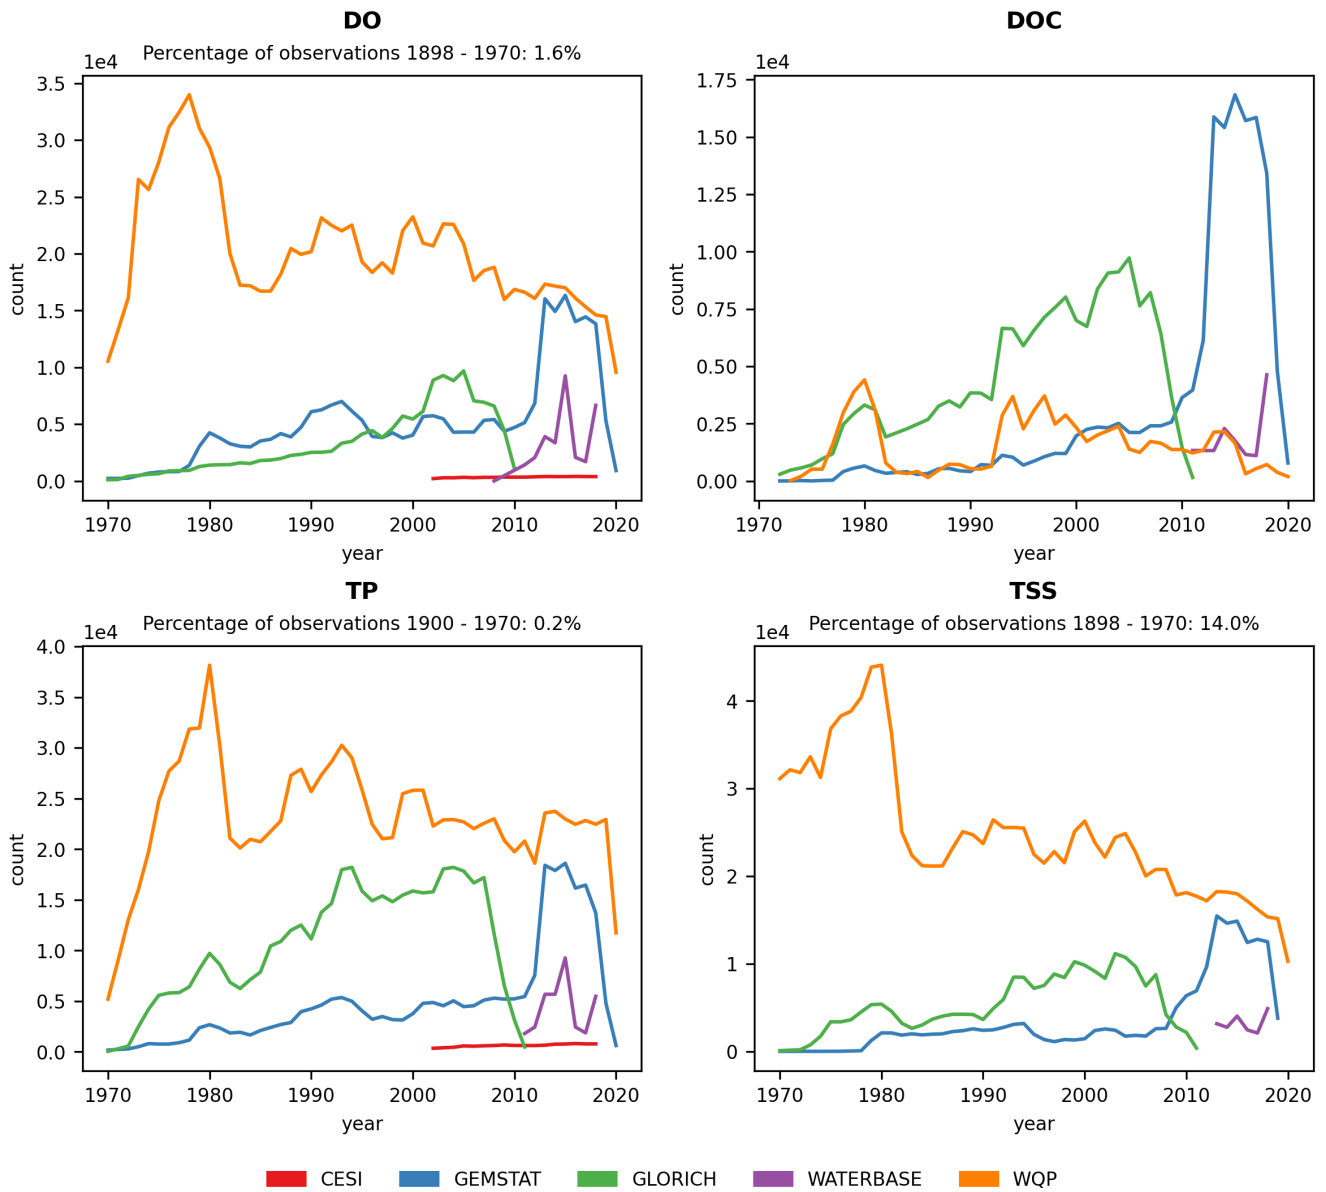 DO
Percentage of observations 1898 - 1970: 1.6%
1e4
3.5
3.0
2.5
2.0
1.5
1.0
0.5
0.0
count
1970 1980 1990 2000 2010 2020
year
DOC
1e4
1.75
1.50
1.25
1.00
0.75
0.50
0.25
0.00
count
1970 1980 1990 2000 2010 2020
year
TP
Percentage of observations 1900 - 1970: 0.2%
1e4
4.0
3.5
3.0
2.5
2.0
1.5
1.0
0.5
0.0
count
1970 1980 1990 2000 2010 2020
year
TSS
Percentage of observations 1898 - 1970: 14.0%
1e4
4
3
2
1
0
count
1970 1980 1990 2000 2010 2020
year
CESI GEMSTAT GLORICH WATERBASE WQP